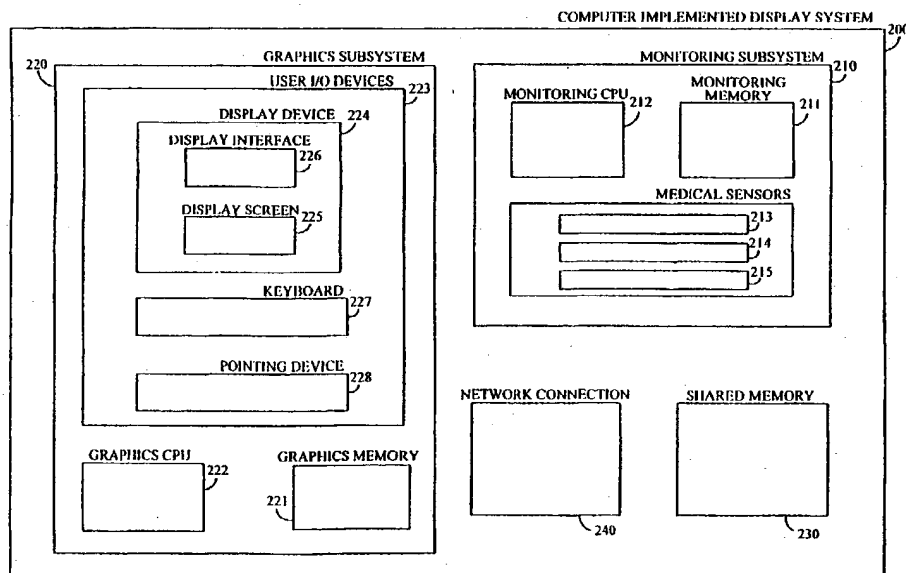 COMPUTER IMPLEMENTED DISPLAY SYSTEM
200
GRAPHICS SUBSYSTEM
220
USER I/O DEVICES
223
DISPLAY DEVICE
224
DISPLAY INTERFACE
226
DISPLAY SCREEN
225
KEYBOARD
227
POINTING DEVICE
228
GRAPHICS CPU
222
GRAPHICS MEMORY
221
MONITORING SUBSYSTEM
210
MONITORING CPU
212
MONITORING
MEMORY
211
MEDICAL SENSORS
213
214
215
NETWORK CONNECTION
240
SHARED MEMORY
230